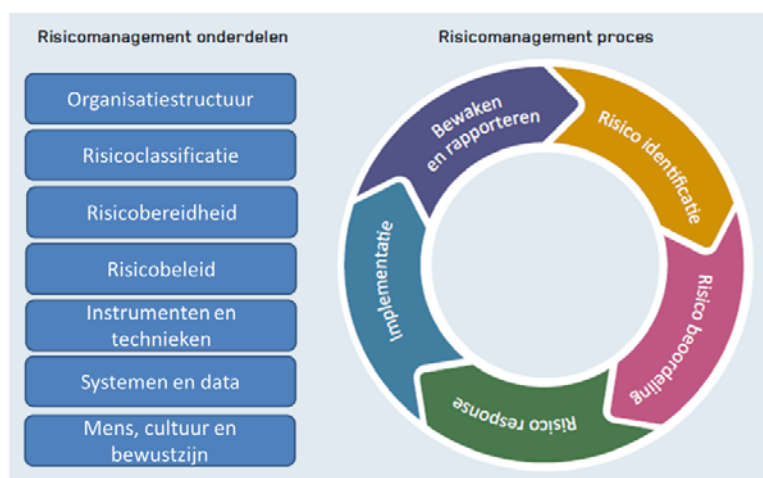 Risicomanagement onderdelen
Organisatiestructuur
Risicoclassificatie
Risicobereidheid
Risicobeleid
Instrumenten en
technieken
Systemen en data
Mens, cultuur en
bewustzijn
Risicomanagement proces
Bewaken
en rapporteren
Risico identificatie
Risico beoordeling
Risico response
Implementatie